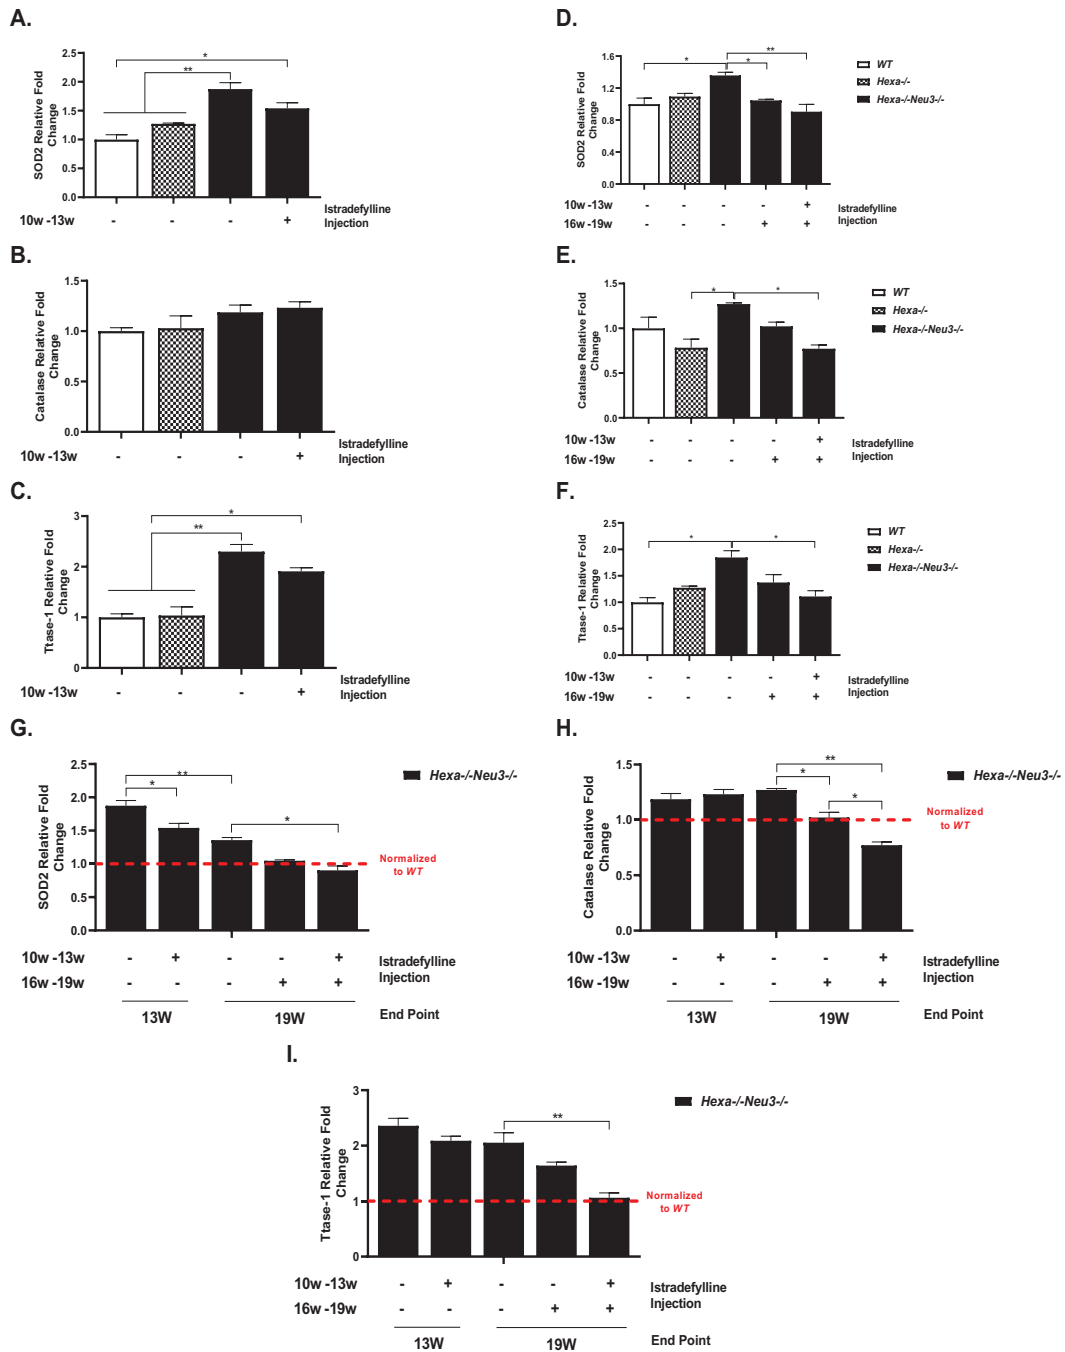 A.
SOD2 Relative Fold
Change
2.5
2.0
1.5
1.0
0.5
0.0
*
**
10w -13w - - - +
Istradefylline
Injection
D.
SOD2 Relative Fold
Change
1.6
1.2
0.8
0.4
0.0
*
*
**
WT
Hexa-/-
Hexa-/-Neu3-/-
10w -13w - - - - +
16w -19w - - - + +
Istradefylline
Injection
B.
Catalase Relative Fold
Change
1.5
1.0
0.5
0.0
10w -13w - - - +
Istradefylline
Injection
E.
Catalase Relative Fold
Change
1.5
1.0
0.5
0.0
*
*
WT
Hexa-/-
Hexa-/-Neu3-/-
10w -13w - - - - +
16w -19w - - - + +
Istradefylline
Injection
C.
Ttase-1 Relative Fold
Change
3
2
1
0
*
**
10w -13w - - - +
Istradefylline
Injection
F.
Ttase-1 Relative Fold
Change
2.0
1.5
1.0
0.5
0.0
*
*
WT
Hexa-/-
Hexa-/-Neu3-/-
10w -13w - - - - +
16w -19w - - - + +
Istradefylline
Injection
G.
SOD2 Relative Fold
Change
2.5
2.0
1.5
1.0
0.5
0.0
**
*
*
Hexa-/-Neu3-/-
Normalized
to WT
10w -13w - + - - +
16w -19w - - - + +
Istradefylline
Injection
13W 19W End Point
H.
Catalase Relative Fold
Change
1.5
1.0
0.5
0.0
**
*
*
Hexa-/-Neu3-/-
Normalized
to WT
10w -13w - + - - +
16w -19w - - - + +
Istradefylline
Injection
13W 19W End Point
I.
Ttase-1 Relative Fold
Change
3
2
1
0
**
Hexa-/-Neu3-/-
Normalized
to WT
10w -13w - + - - +
16w -19w - - - + +
Istradefylline
Injection
13W 19W End Point